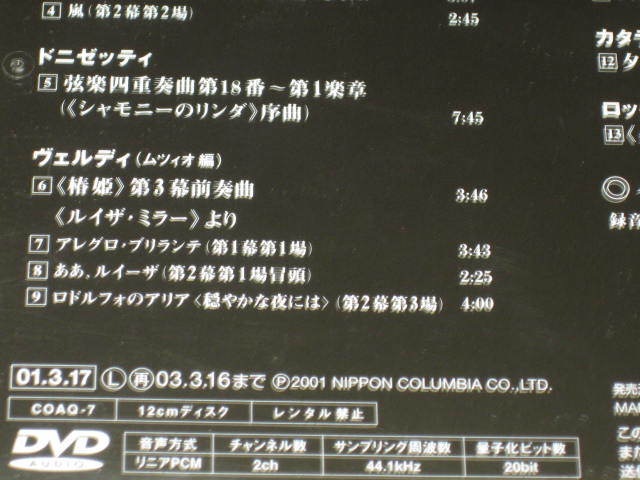 4 嵐(第2幕第2場) 2:45
ドニゼッティ
5 弦楽四重奏曲第18番~第1楽章
(《シャモニーのリンダ》序曲) 7:45
ヴェルディ(ムツィオ編)
6 《椿姫》第3幕前奏曲 3:46
《ルイザ・ミラー》より
7 アレグロ・ブリランテ(第1幕第1場) 3:43
8 ああ、ルイーザ(第2幕第1場冒頭) 2:25
9 ロドルフォのアリア〈穏やかな夜には〉(第2幕第3場) 4:00
カタラ
12 タ
ロッ
13
録音
01.3.17 Ⓛ 再 03.3.16まで Ⓟ2001 NIPPON COLUMBIA CO.,LTD.
COAQ-7 12cmディスク レンタル禁止
DVD AUDIO
音声方式 チャンネル数 サンプリング周波数 量子化ビット数
リニアPCM 2ch 44.1kHz 20bit
発売
MA
この
また
送信